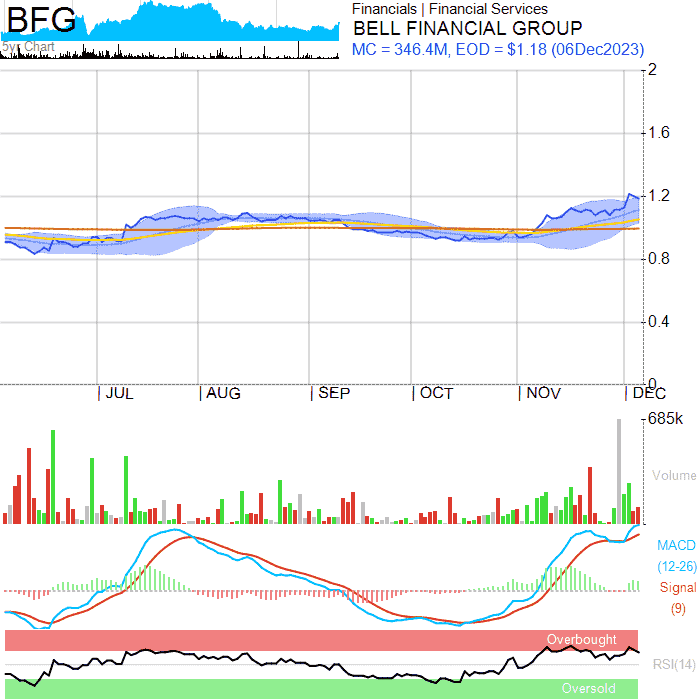 BFG
5yr Chart
Financials | Financial Services
BELL FINANCIAL GROUP
MC = 346.4M, EOD = $1.18 (06Dec2023)
2
1.6
1.2
0.8
0.4
0
JUL AUG SEP OCT NOV DEC
685k
Volume
MACD
(12-26)
Signal
(9)
Overbought
RSI(14)
Oversold